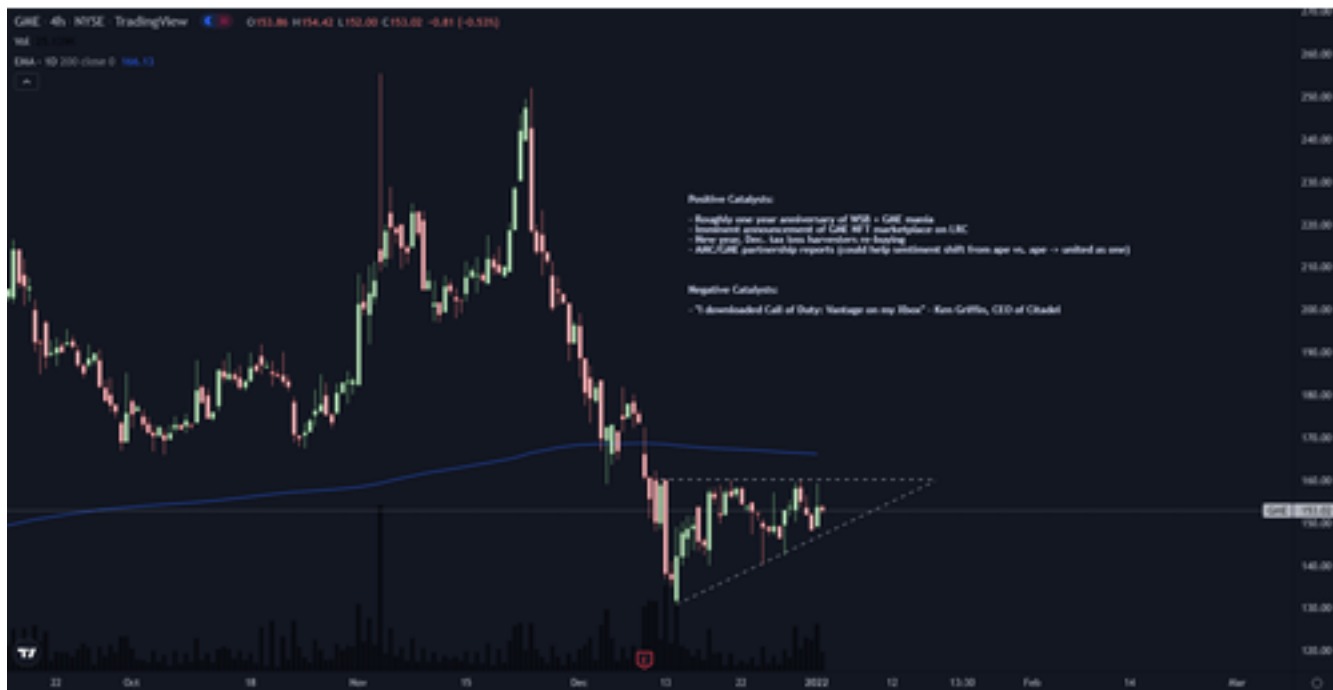 GME · 4h · NYSE · TradingView O153.86 H154.42 L152.00 C153.02 -0.81 (-0.53%)
Vol
EMA · 1D 200 close 0 166.13
270.00
260.00
250.00
240.00
230.00
220.00
210.00
200.00
190.00
180.00
170.00
160.00
150.00
140.00
130.00
120.00
Positive Catalysts:
- Roughly one year anniversary of WSB + GME mania
- Imminent announcement of GME NFT marketplace on LRC
- New year, Dec. tax loss harvesters re-buying
- AMC/GME partnership reports (could help sentiment shift from ape vs. ape -> united as one)
Negative Catalysts:
- "I downloaded Call of Duty: Vantage on my Xbox" - Ken Griffin, CEO of Citadel
GME 153.02
E
22 Oct 18 Nov 15 Dec 13 22 2022 12 13:30 Feb 14 Mar